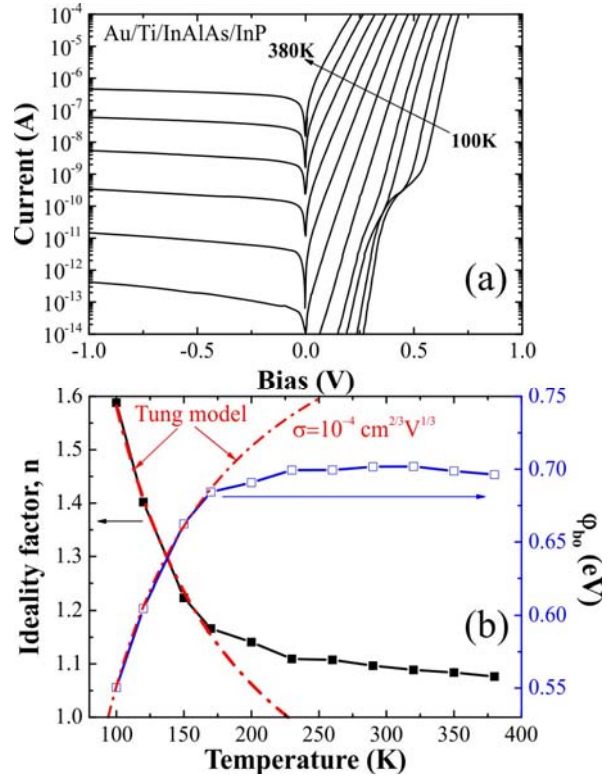 Au/Ti/InAlAs/InP
380K
100K
(a)
Current (A)
10⁻⁴
10⁻⁵
10⁻⁶
10⁻⁷
10⁻⁸
10⁻⁹
10⁻¹⁰
10⁻¹¹
10⁻¹²
10⁻¹³
10⁻¹⁴
-1.0 -0.5 0.0 0.5 1.0
Bias (V)
Tung model
σ=10⁻⁴ cm^{2/3}V^{1/3}
(b)
Ideality factor, n
1.6
1.5
1.4
1.3
1.2
1.1
1.0
0.75
0.70
0.65
0.60
0.55
φ_{bo} (eV)
100 150 200 250 300 350 400
Temperature (K)